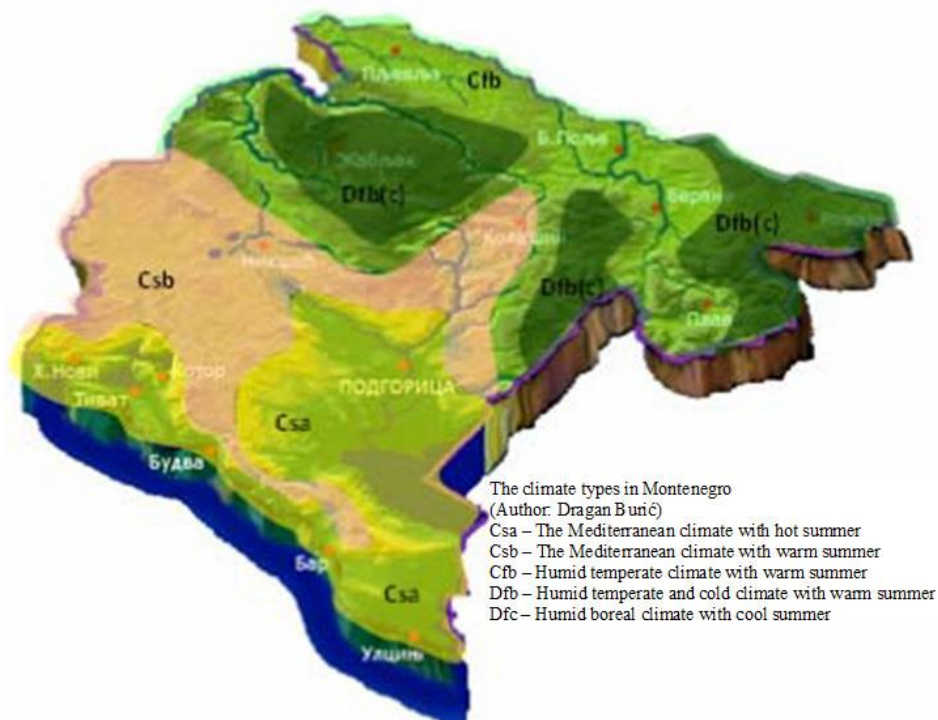 Пљевља
Cfb
Б.Поље
Жабљак
Dfb(c)
Беране
Dfb(c)
Колашин
Никшић
Csb
Dfb(c)
Плав
Х.Нови
Котор
Тиват
ПОДГОРИЦА
Csa
Будва
Бар
Csa
Улцињ
The climate types in Montenegro
(Author: Dragan Burić)
Csa – The Mediterranean climate with hot summer
Csb – The Mediterranean climate with warm summer
Cfb – Humid temperate climate with warm summer
Dfb – Humid temperate and cold climate with warm summer
Dfc – Humid boreal climate with cool summer